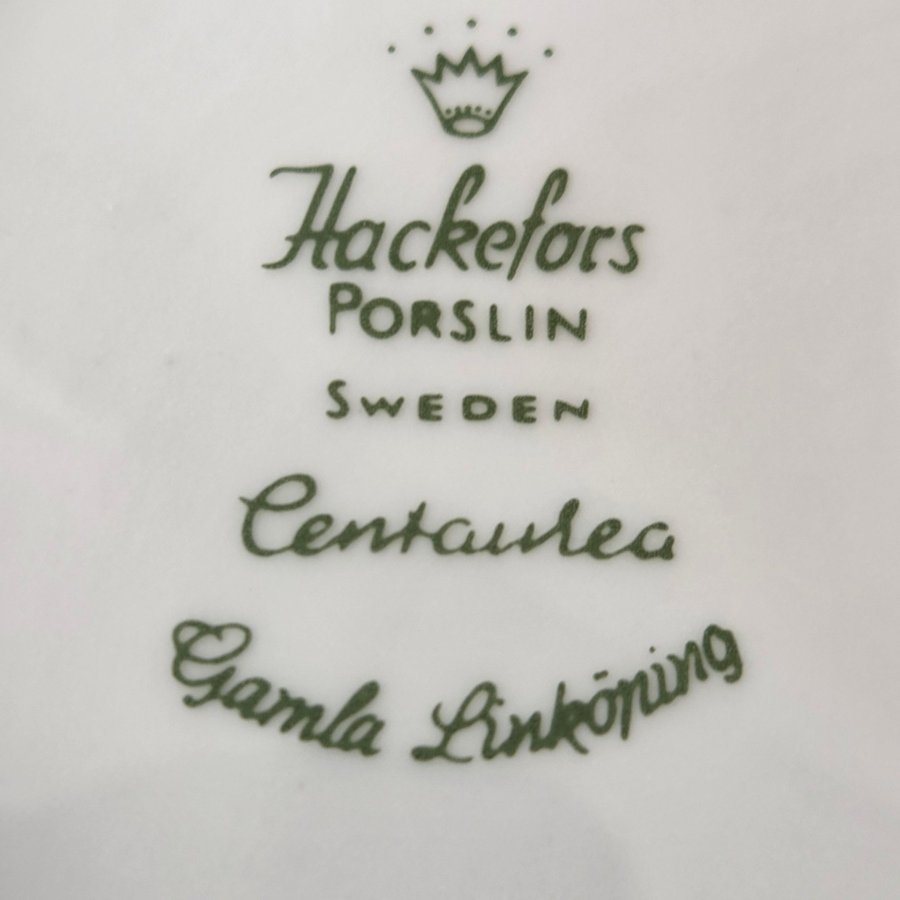 Hackefors
PORSLIN
SWEDEN
Centaurea
Gamla Linköping